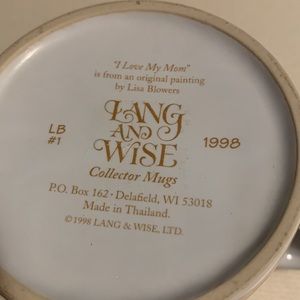 "I Love My Mom"
is from an original painting
by Lisa Blowers
LANG
AND
WISE
LB
#1
1998
Collector Mugs
P.O. Box 162 · Delafield, WI 53018
Made in Thailand.
©1998 LANG & WISE, LTD.